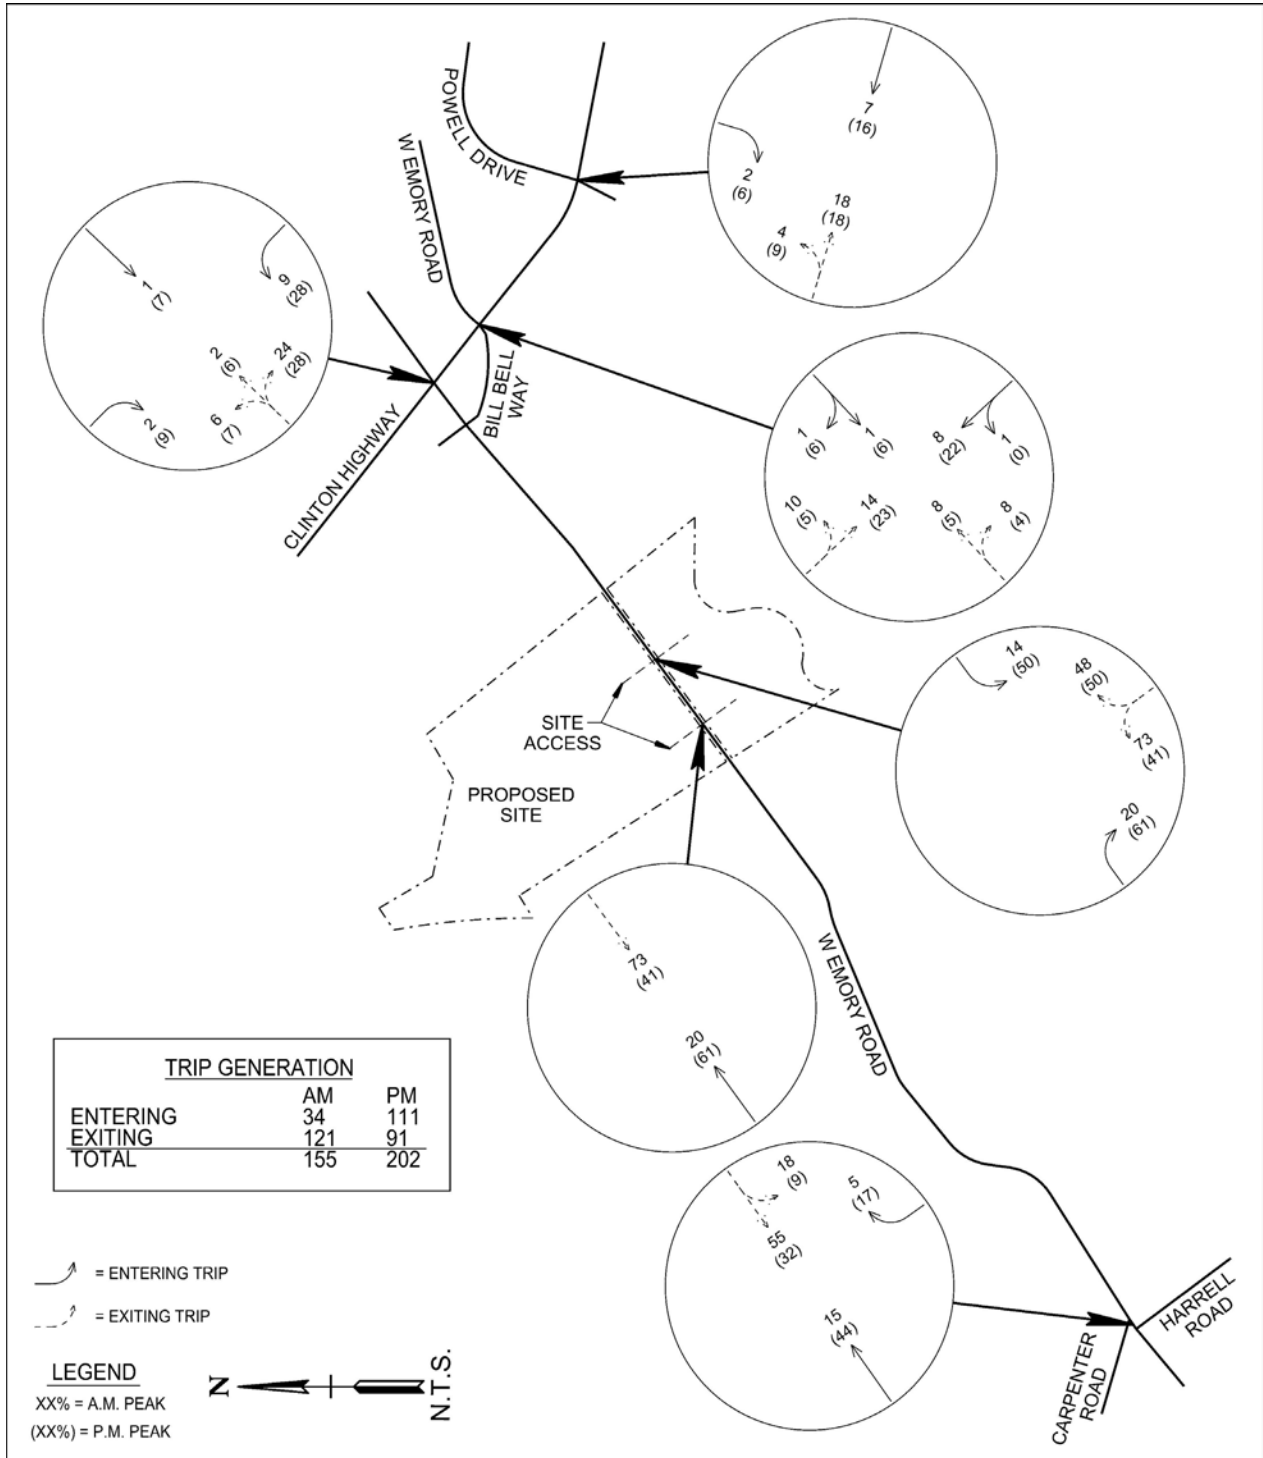 POWELL DRIVE
W EMORY ROAD
BILL BELL
WAY
CLINTON HIGHWAY
7
(16)
2
(6)
18
(18)
4
(9)
1
(7)
9
(28)
2
(6)
24
(28)
2
(9)
6
(7)
1
(6)
1
(6)
8
(22)
1
(0)
10
(5)
14
(23)
8
(5)
8
(4)
14
(50)
48
(50)
73
(41)
20
(61)
SITE
ACCESS
PROPOSED
SITE
73
(41)
20
(61)
W EMORY ROAD
18
(9)
5
(17)
55
(32)
15
(44)
HARRELL
ROAD
CARPENTER
ROAD
TRIP GENERATION
AM PM
ENTERING 34 111
EXITING 121 91
TOTAL 155 202
= ENTERING TRIP
= EXITING TRIP
LEGEND
XX% = A.M. PEAK
(XX%) = P.M. PEAK
N
N.T.S.